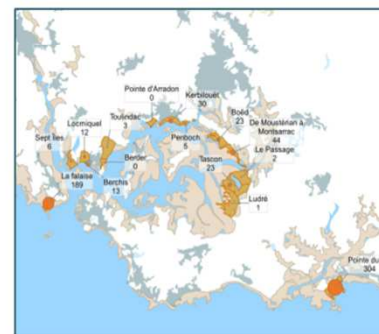 Pointe d'Arradon
0
Kerbilouët
30
Toulindac
3
Boëd
23
Locmiquel
12
De Moustérian à
Montsarrac
44
Sept Iles
6
Penboch
5
Le Passage
2
Berder
0
Tascon
23
La falaise
189
Berchis
13
Ludré
1
Pointe du
304